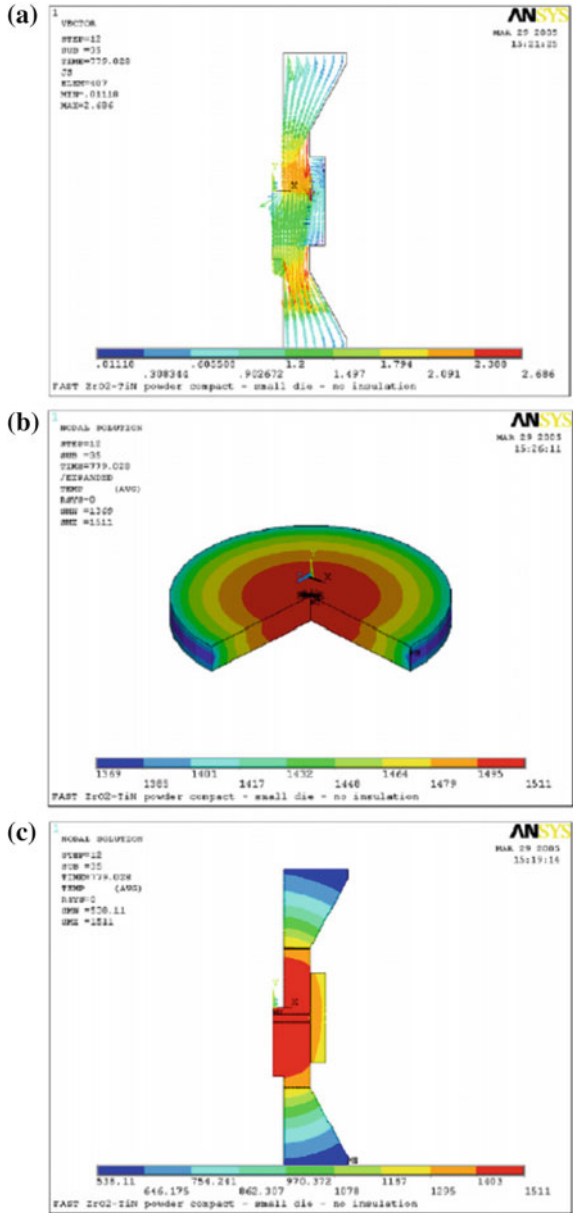 (a)
1
ANSYS
VECTOR
MAR 29 2005
15:21:25
STEP=12
SUB =35
TIME=779.028
JS
ELEM=407
MIN=.01118
MAX=2.686
X
.01118
1.2
1.794
2.388
.308344
.902672
1.497
2.091
2.686
FAST ZrO2-TiN powder compact - small die - no insulation
(b)
1
ANSYS
NODAL SOLUTION
MAR 29 2005
15:26:11
STEP=12
SUB =35
TIME=779.028
/EXPANDED
TEMP (AVG)
RSYS=0
SMN =1369
SMX =1511
X
1369
1401
1432
1464
1495
1385
1417
1448
1479
1511
FAST ZrO2-TiN powder compact - small die - no insulation
(c)
1
ANSYS
NODAL SOLUTION
MAR 29 2005
15:19:16
STEP=12
SUB =35
TIME=779.028
TEMP (AVG)
RSYS=0
SMN =538.11
SMX =1511
Y
X
538.11
754.241
970.372
1187
1403
646.175
862.307
1078
1295
1511
FAST ZrO2-TiN powder compact - small die - no insulation